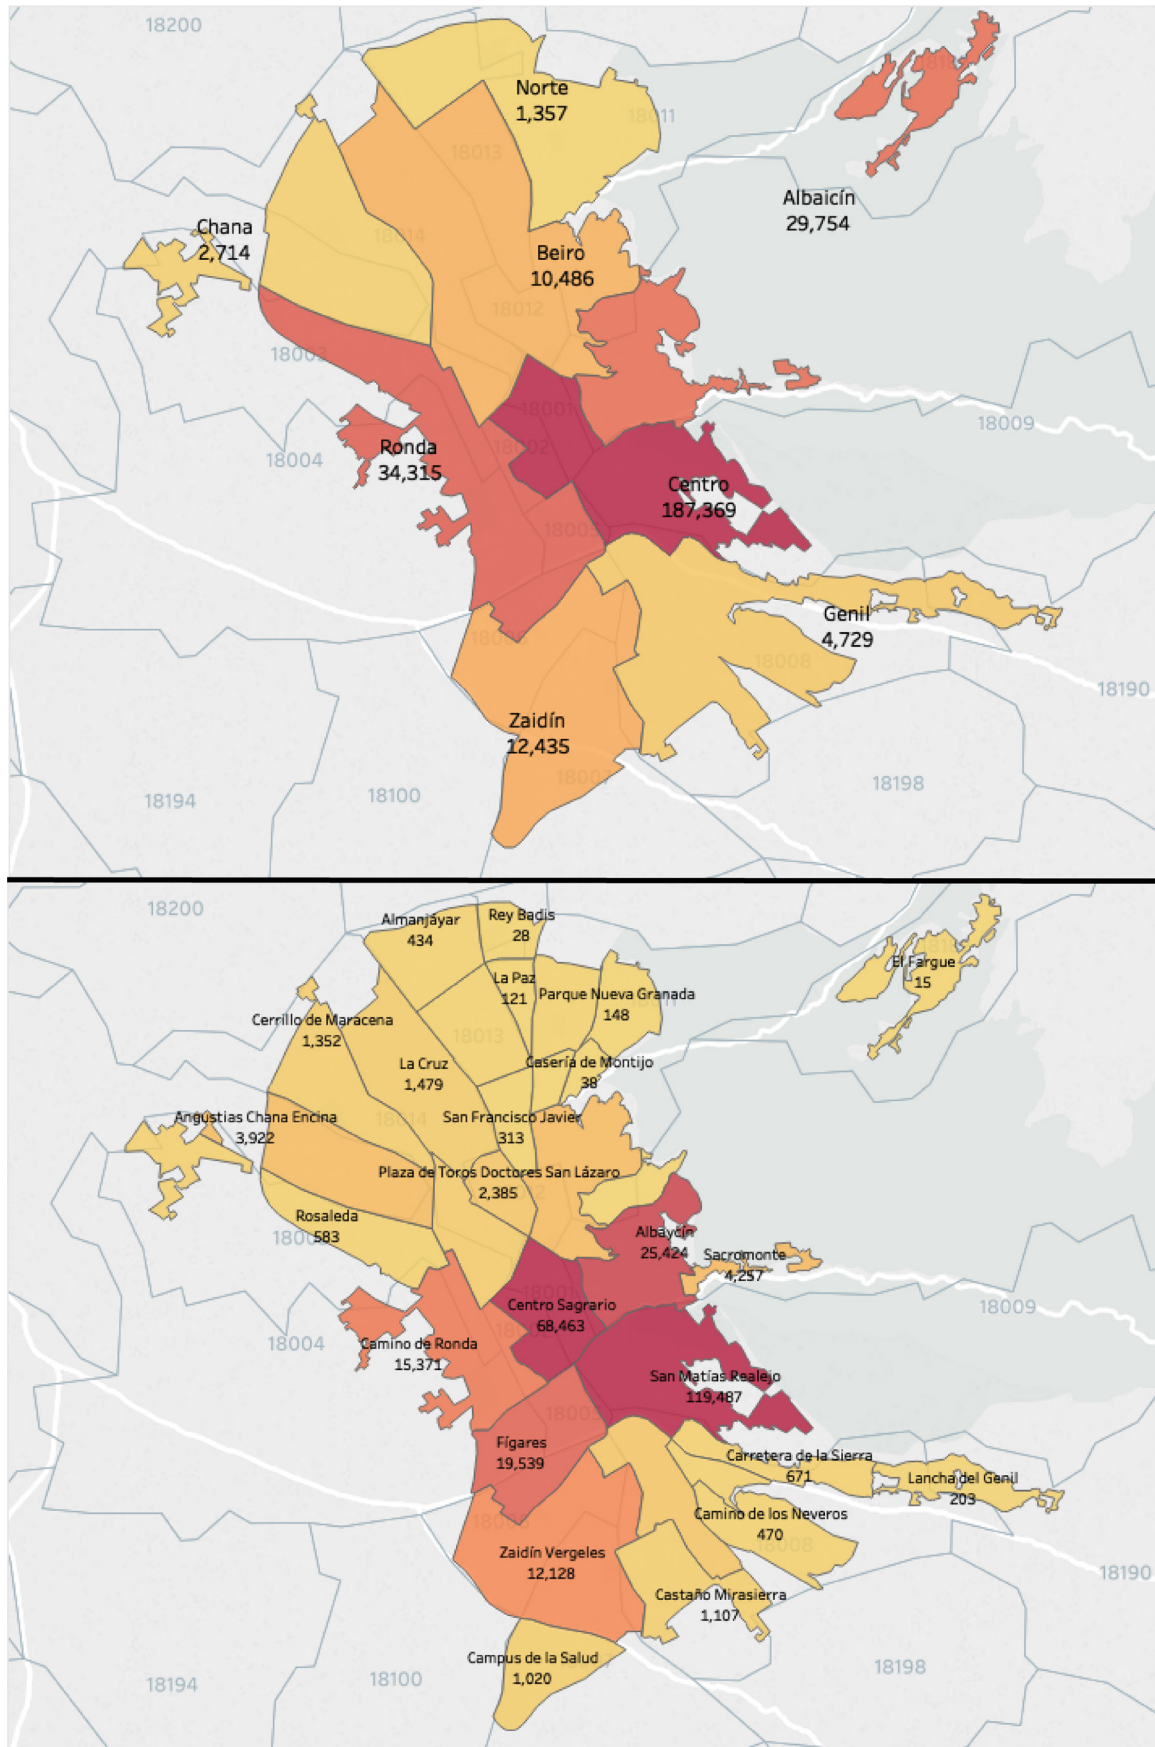 18200
Norte
1,357
18011
18013
Albaicín
29,754
Chana
2,714
18014
Beiro
10,486
18012
18003
18001
18009
Ronda
34,315
18002
18004
Centro
187,369
18005
Genil
4,729
18008
18190
Zaidín
12,435
18007
18198
18194
18100
18200
Almanjáyar
434
Rey Badis
28
El Fargue
15
La Paz
121
Parque Nueva Granada
148
Cerrillo de Maracena
1,352
18013
La Cruz
1,479
Casería de Montijo
38
Angustias Chana Encina
3,922
18014
San Francisco Javier
313
Plaza de Toros Doctores San Lázaro
2,385
Rosaleda
583
Albaycín
25,424
Sacromonte
4,257
18001
Centro Sagrario
68,463
18009
18004
Camino de Ronda
15,371
San Matías Realejo
119,487
18005
Fígares
19,539
Carretera de la Sierra
671
Lancha del Genil
203
Camino de los Neveros
470
18008
Zaidín Vergeles
12,128
18190
Castaño Mirasierra
1,107
Campus de la Salud
1,020
18198
18194
18100